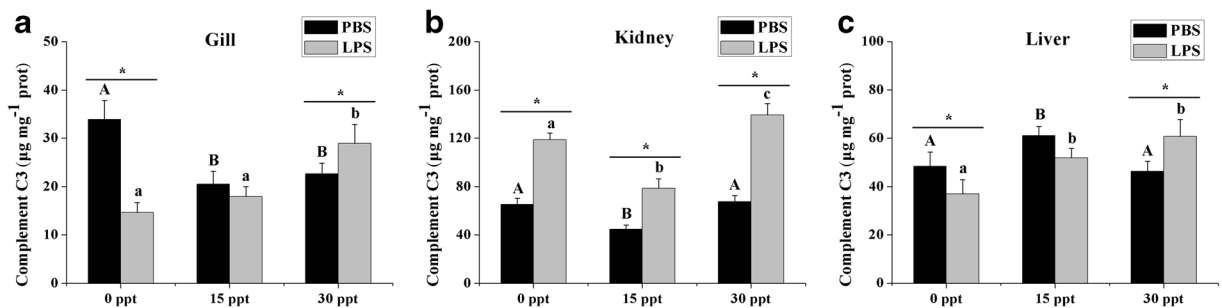 a
Gill
PBS
LPS
Complement C3 (µg mg⁻¹ prot)
50
40
30
20
10
0
*
A
a
B
a
*
B
b
0 ppt
15 ppt
30 ppt
b
Kidney
PBS
LPS
Complement C3 (µg mg⁻¹ prot)
200
160
120
80
40
0
*
A
a
*
B
b
*
A
c
0 ppt
15 ppt
30 ppt
c
Liver
PBS
LPS
Complement C3 (µg mg⁻¹ prot)
100
80
60
40
20
0
*
A
a
B
b
*
A
b
0 ppt
15 ppt
30 ppt